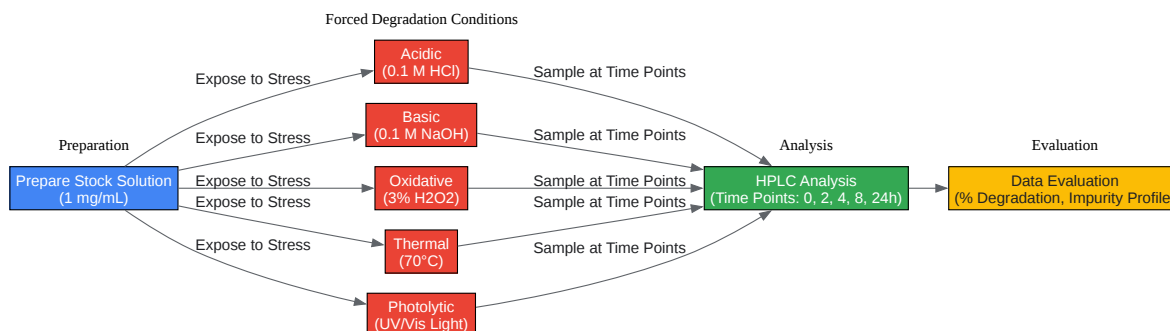 Forced Degradation Conditions
Preparation
Prepare Stock Solution
(1 mg/mL)
Expose to Stress
Expose to Stress
Expose to Stress
Expose to Stress
Expose to Stress
Acidic
(0.1 M HCl)
Basic
(0.1 M NaOH)
Oxidative
(3% H2O2)
Thermal
(70°C)
Photolytic
(UV/Vis Light)
Sample at Time Points
Sample at Time Points
Sample at Time Points
Sample at Time Points
Sample at Time Points
Analysis
HPLC Analysis
(Time Points: 0, 2, 4, 8, 24h)
Evaluation
Data Evaluation
(% Degradation, Impurity Profile